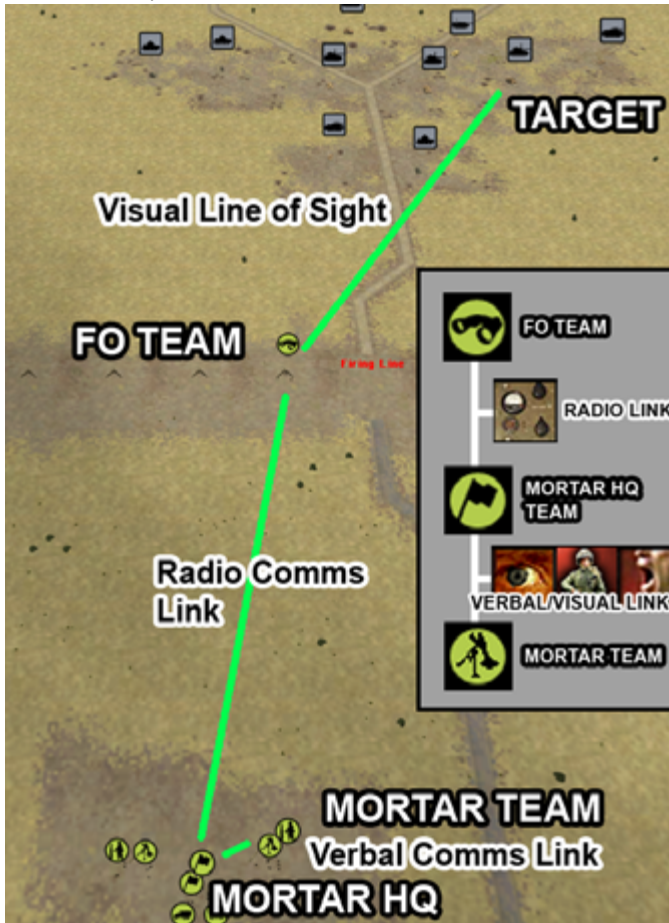 TARGET
Visual Line of Sight
FO TEAM
Firing Line
FO TEAM
RADIO LINK
MORTAR HQ
TEAM
VERBAL/VISUAL LINK
MORTAR TEAM
Radio Comms
Link
MORTAR TEAM
Verbal Comms Link
MORTAR HQ